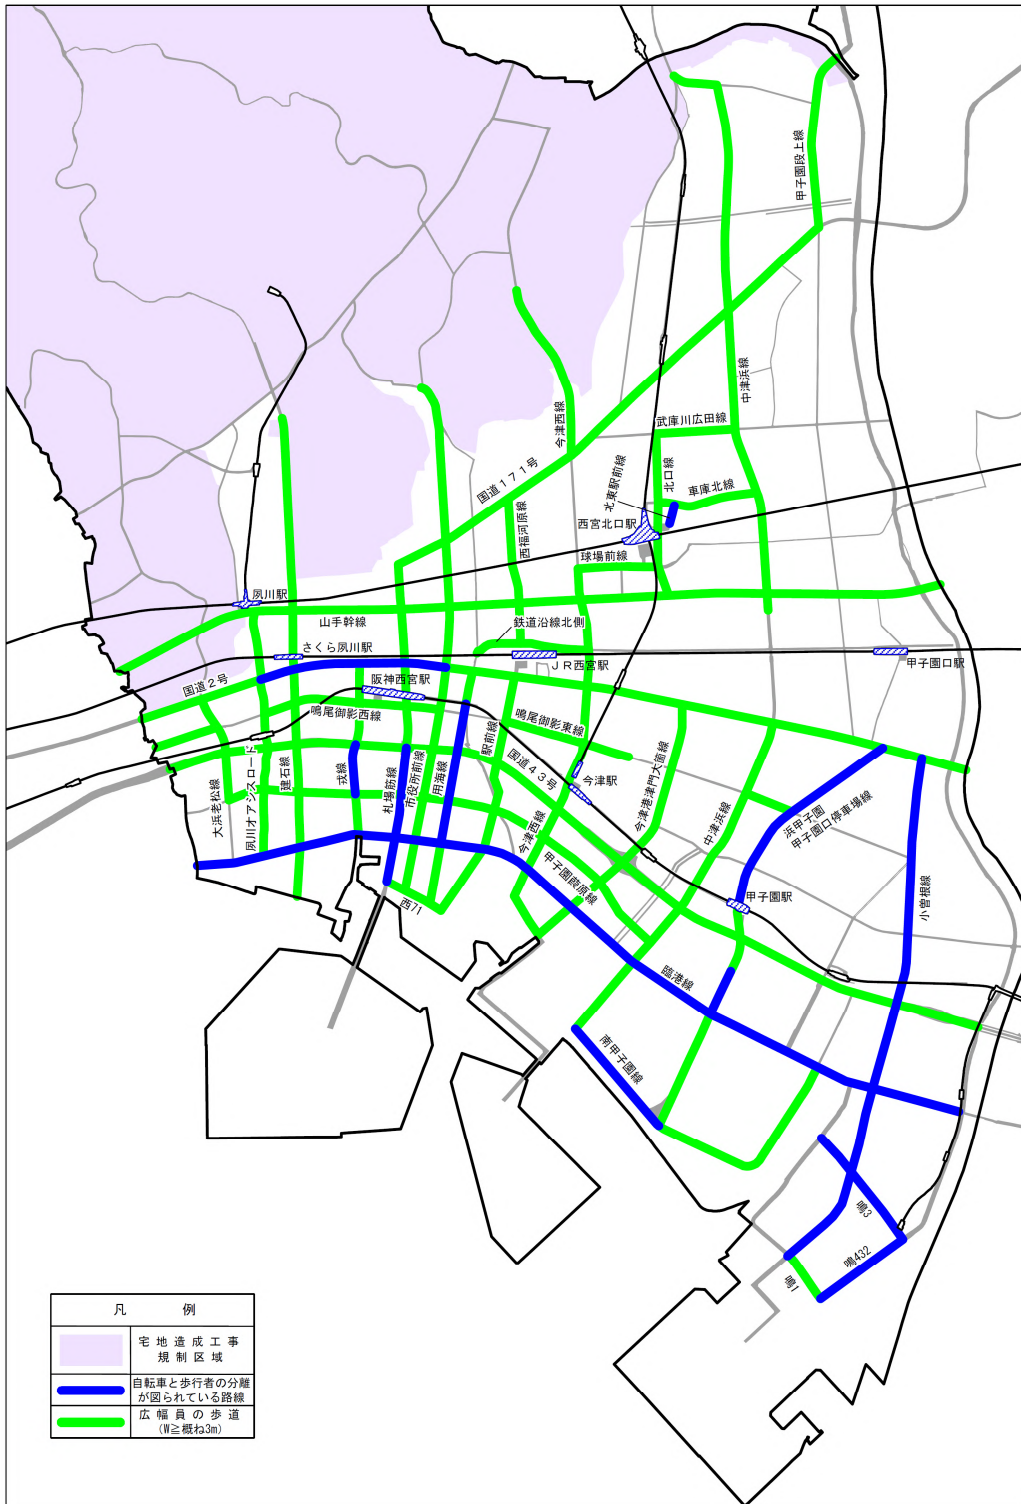 甲子園段上線
中津浜線
今津西線
武庫川広田線
国道171号
北東駅前線
北口線
車庫北線
西福河原線
西宮北口駅
球場前線
夙川駅
山手幹線
鉄道沿線北側
さくら夙川駅
JR西宮駅
甲子園口駅
国道2号
阪神西宮駅
鳴尾御影西線
鳴尾御影東線
駅前線
国道43号
今津駅
大浜老松線
夙川オアシスロード
建石線
戎線
札場筋線
市役所前線
用海線
今津西線
今津港津門大箇線
中津浜線
浜甲子園
甲子園口停車場線
小曽根線
甲子園葭原線
甲子園駅
西71
臨港線
南甲子園線
鳴3
鳴432
鳴1
凡 例
宅地造成工事
規制区域
自転車と歩行者の分離
が図られている路線
広幅員の歩道
(W≧概ね3m)